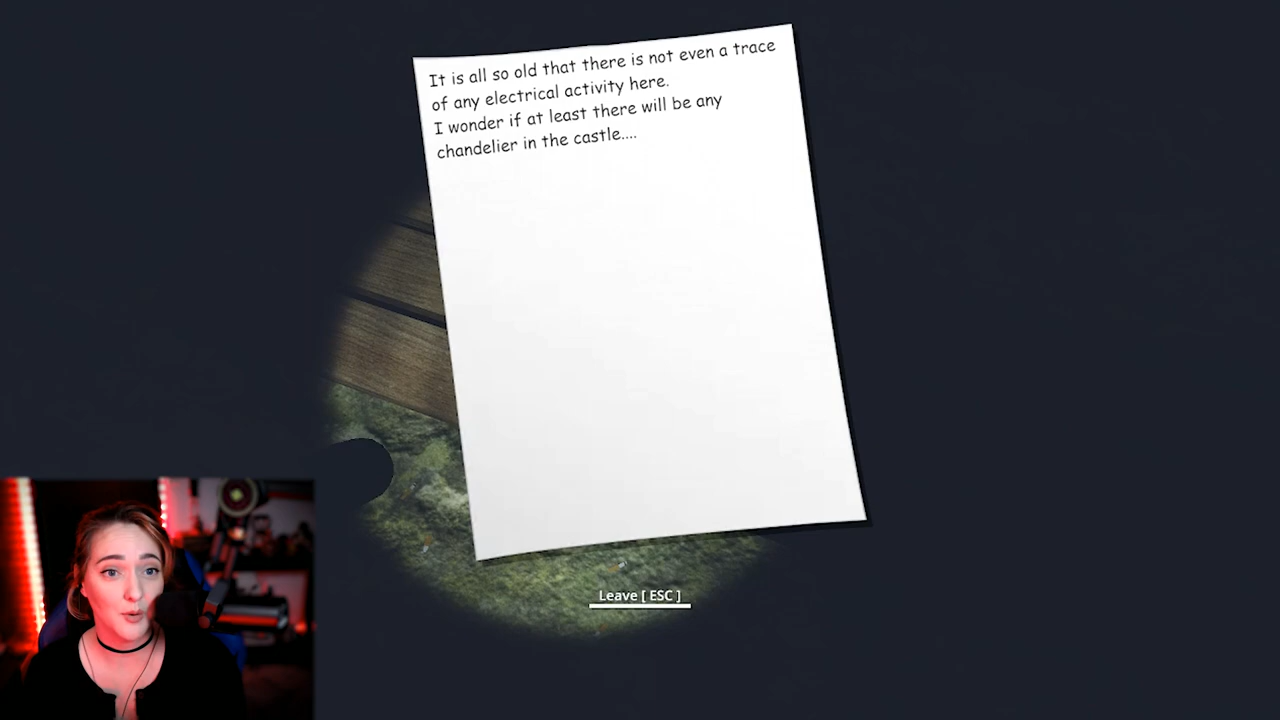 It is all so old that there is not even a trace
of any electrical activity here.
I wonder if at least there will be any
chandelier in the castle....
Leave [ ESC ]